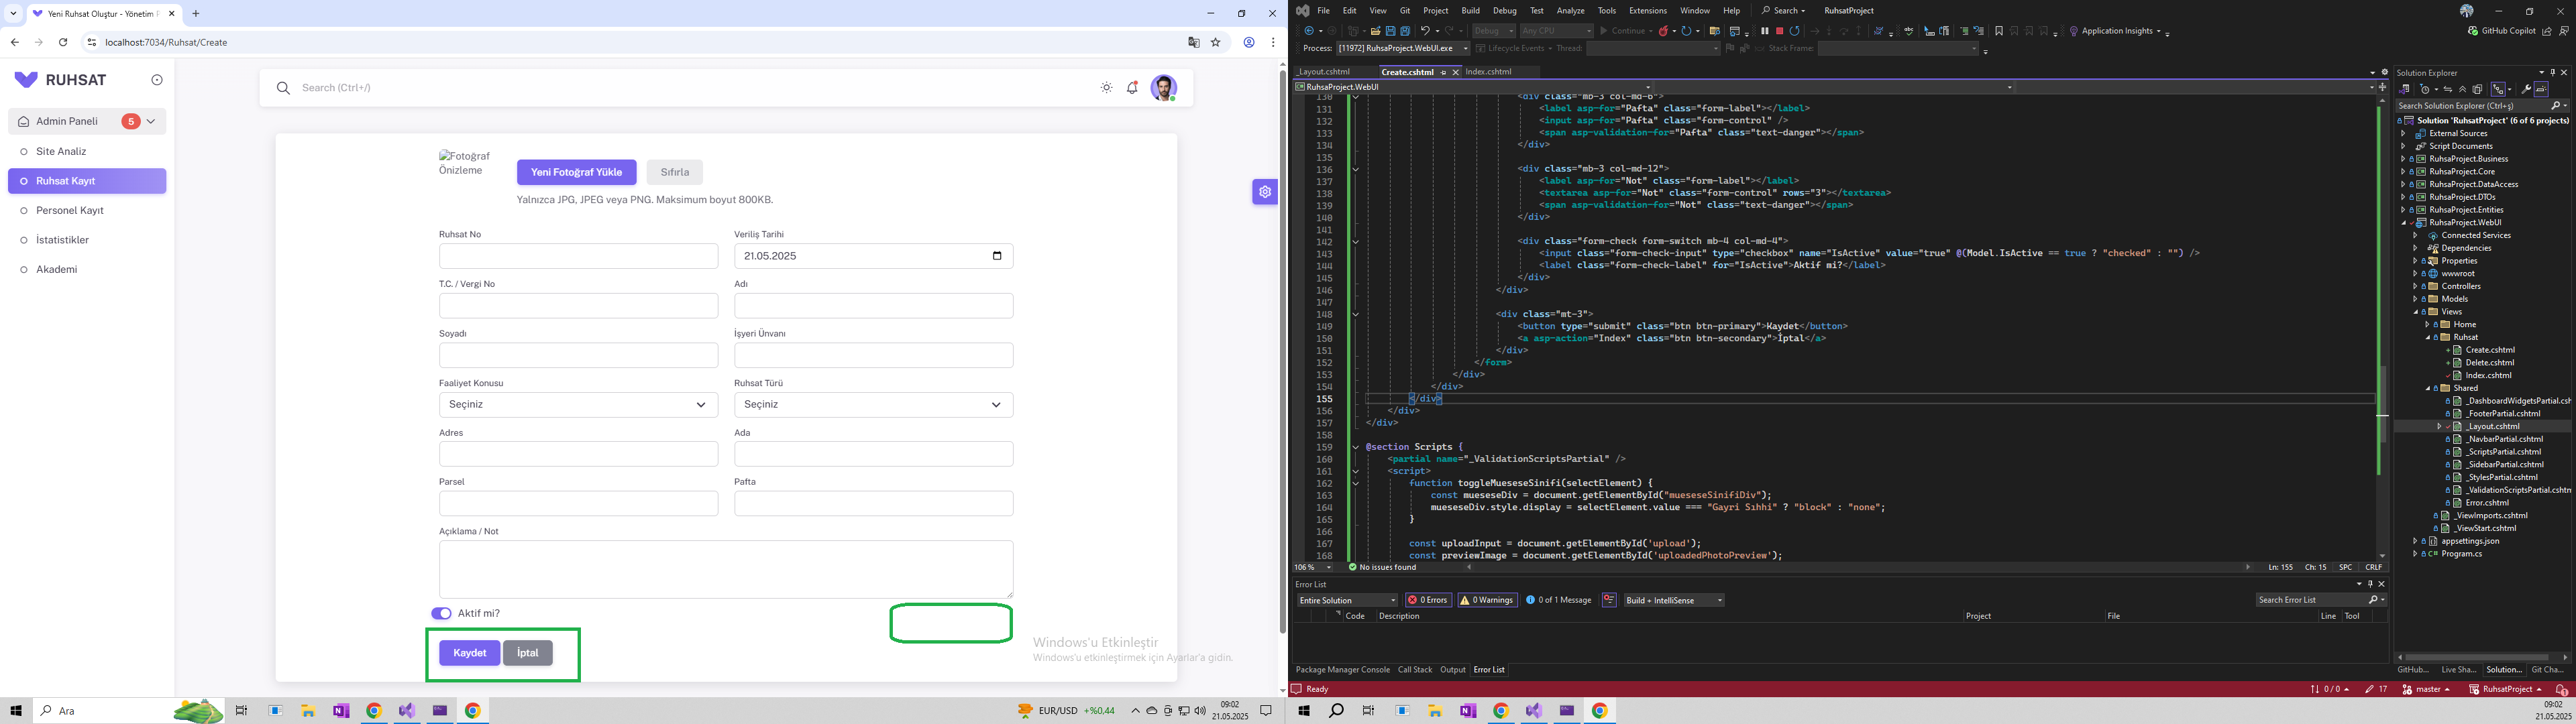 Yeni Ruhsat Oluştur - Yönetim P
localhost:7034/Ruhsat/Create
RUHSAT
Search (Ctrl+/)
Admin Paneli 5
Site Analiz
Ruhsat Kayıt
Personel Kayıt
İstatistikler
Akademi
Fotoğraf
Önizleme
Yeni Fotoğraf Yükle Sıfırla
Yalnızca JPG, JPEG veya PNG. Maksimum boyut 800KB.
Ruhsat No Veriliş Tarihi
21.05.2025
T.C. / Vergi No Adı
Soyadı İşyeri Ünvanı
Faaliyet Konusu Ruhsat Türü
Seçiniz Seçiniz
Adres Ada
Parsel Pafta
Açıklama / Not
Aktif mi?
Kaydet İptal
Windows'u Etkinleştir
Windows'u etkinleştirmek için Ayarlar'a gidin.
Ara
EUR/USD +%0,44
09:02
21.05.2025
File Edit View Git Project Build Debug Test Analyze Tools Extensions Window Help Search RuhsatProject
Debug Any CPU Continue Application Insights GitHub Copilot
Process: [11972] RuhsaProject.WebUI.exe Lifecycle Events Thread: Stack Frame:
_Layout.cshtml Create.cshtml Index.cshtml
RuhsaProject.WebUI
130 <div class="mb-3 col-md-6">
131 <label asp-for="Pafta" class="form-label"></label>
132 <input asp-for="Pafta" class="form-control" />
133 <span asp-validation-for="Pafta" class="text-danger"></span>
134 </div>
135
136 <div class="mb-3 col-md-12">
137 <label asp-for="Not" class="form-label"></label>
138 <textarea asp-for="Not" class="form-control" rows="3"></textarea>
139 <span asp-validation-for="Not" class="text-danger"></span>
140 </div>
141
142 <div class="form-check form-switch mb-4 col-md-4">
143 <input class="form-check-input" type="checkbox" name="IsActive" value="true" @(Model.IsActive == true ? "checked" : "") />
144 <label class="form-check-label" for="IsActive">Aktif mi?</label>
145 </div>
146 </div>
147
148 <div class="mt-3">
149 <button type="submit" class="btn btn-primary">Kaydet</button>
150 <a asp-action="Index" class="btn btn-secondary">İptal</a>
151 </div>
152 </form>
153 </div>
154 </div>
155 </div>
156 </div>
157 </div>
158
159 @section Scripts {
160 <partial name="_ValidationScriptsPartial" />
161 <script>
162 function toggleMueseseSinifi(selectElement) {
163 const mueseseDiv = document.getElementById("mueseseSinifiDiv");
164 mueseseDiv.style.display = selectElement.value === "Gayri Sıhhi" ? "block" : "none";
165 }
166
167 const uploadInput = document.getElementById('upload');
168 const previewImage = document.getElementById('uploadedPhotoPreview');
106 % No issues found Ln: 155 Ch: 15 SPC CRLF
Error List
Entire Solution 0 Errors 0 Warnings 0 of 1 Message Build + IntelliSense Search Error List
Code Description Project File Line Tool
Package Manager Console Call Stack Output Error List
Ready 0 / 0 17 master RuhsatProject
Solution Explorer
Search Solution Explorer (Ctrl+ş)
Solution 'RuhsatProject' (6 of 6 projects)
External Sources
Script Documents
RuhsaProject.Business
RuhsaProject.Core
RuhsaProject.DataAccess
RuhsaProject.DTOs
RuhsaProject.Entities
RuhsaProject.WebUI
Connected Services
Dependencies
Properties
wwwroot
Controllers
Models
Views
Home
Ruhsat
Create.cshtml
Delete.cshtml
Index.cshtml
Shared
_DashboardWidgetsPartial.csh
_FooterPartial.cshtml
_Layout.cshtml
_NavbarPartial.cshtml
_ScriptsPartial.cshtml
_SidebarPartial.cshtml
_StylesPartial.cshtml
_ValidationScriptsPartial.cshtm
Error.cshtml
_ViewImports.cshtml
_ViewStart.cshtml
appsettings.json
Program.cs
GitHub... Live Sha... Solution... Git Cha...
09:02
21.05.2025